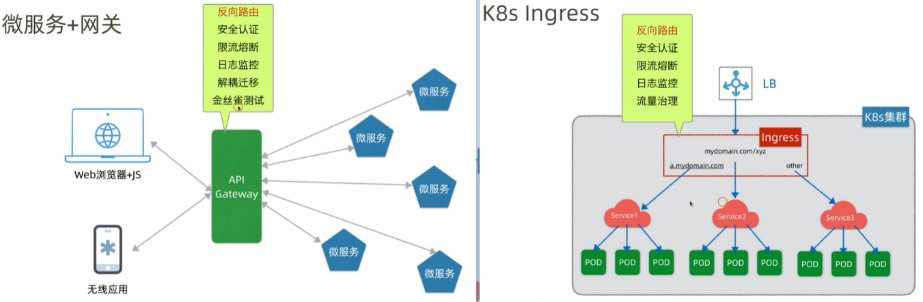 微服务+网关
反向路由
安全认证
限流熔断
日志监控
解耦迁移
金丝雀测试
微服务
微服务
API
Gateway
微服务
微服务
微服务
Web浏览器+JS
无线应用
K8s Ingress
反向路由
安全认证
限流熔断
日志监控
流量治理
LB
K8s集群
Ingress
mydomain.com/xyz
a.mydomain.com
other
Service1
Service2
Service3
POD
POD
POD
POD
POD
POD
POD
POD
POD